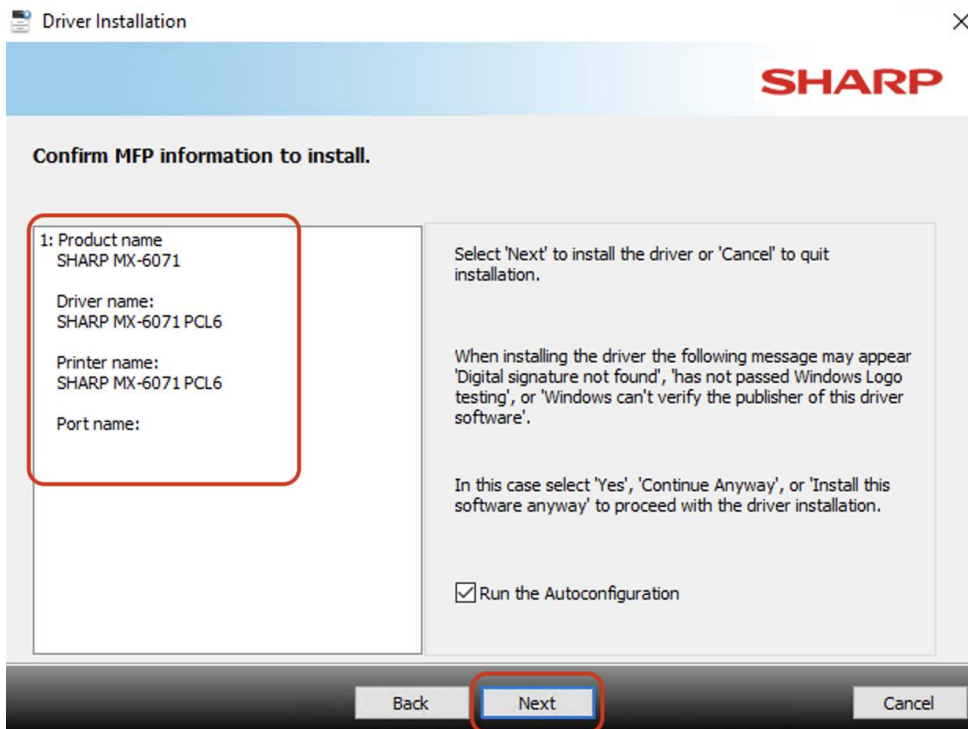 Driver Installation
SHARP
Confirm MFP information to install.
1: Product name
SHARP MX-6071
Driver name:
SHARP MX-6071 PCL6
Printer name:
SHARP MX-6071 PCL6
Port name:
Select 'Next' to install the driver or 'Cancel' to quit
installation.
When installing the driver the following message may appear
'Digital signature not found', 'has not passed Windows Logo
testing', or 'Windows can't verify the publisher of this driver
software'.
In this case select 'Yes', 'Continue Anyway', or 'Install this
software anyway' to proceed with the driver installation.
Run the Autoconfiguration
Back
Next
Cancel